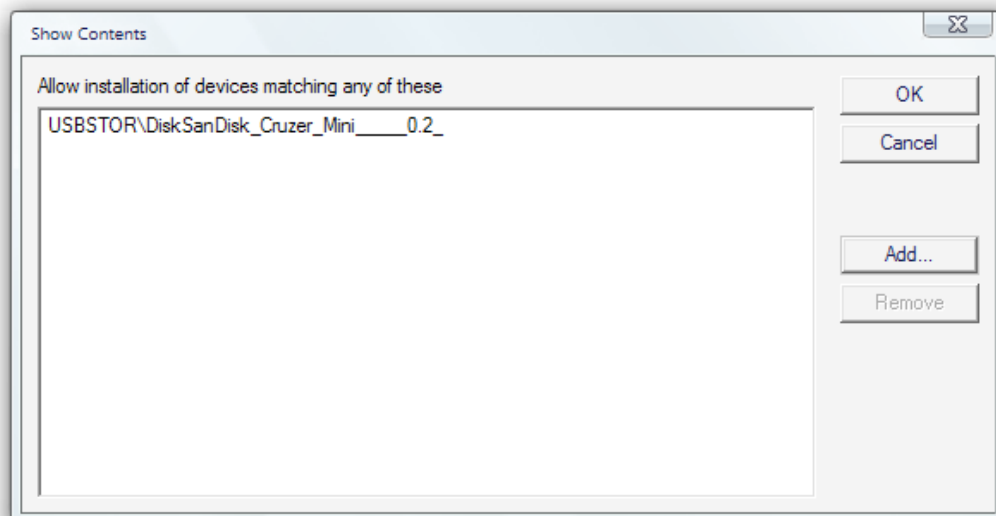 Show Contents
Allow installation of devices matching any of these
USBSTOR\DiskSanDisk_Cruzer_Mini_____0.2_
OK
Cancel
Add...
Remove